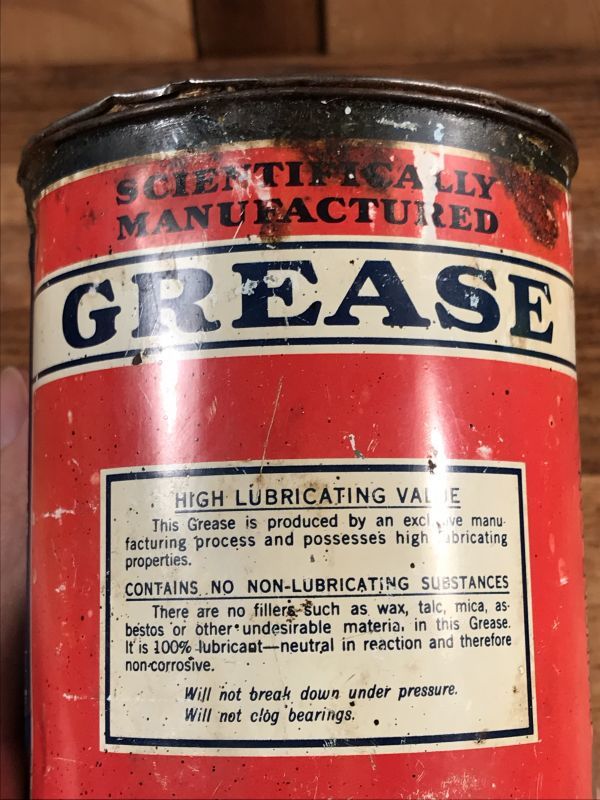 SCIENTIFICALLY
MANUFACTURED
GREASE
HIGH LUBRICATING VALUE
This Grease is produced by an exclusive manu-
facturing process and possesses high lubricating
properties.
CONTAINS NO NON-LUBRICATING SUBSTANCES
There are no fillers such as wax, talc, mica, as-
bestos or other undesirable material in this Grease.
It is 100% lubricant—neutral in reaction and therefore
non-corrosive.
Will not break down under pressure.
Will not clog bearings.